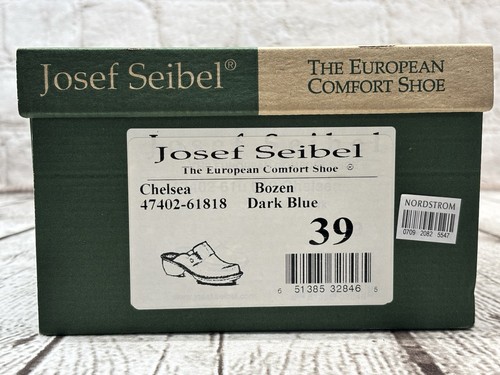 Josef Seibel®
THE EUROPEAN
COMFORT SHOE
Josef Seibel
The European Comfort Shoe ®
Chelsea Bozen
47402-61818 Dark Blue
39
6 51385 32846 5
NORDSTROM
0709 2082 5547